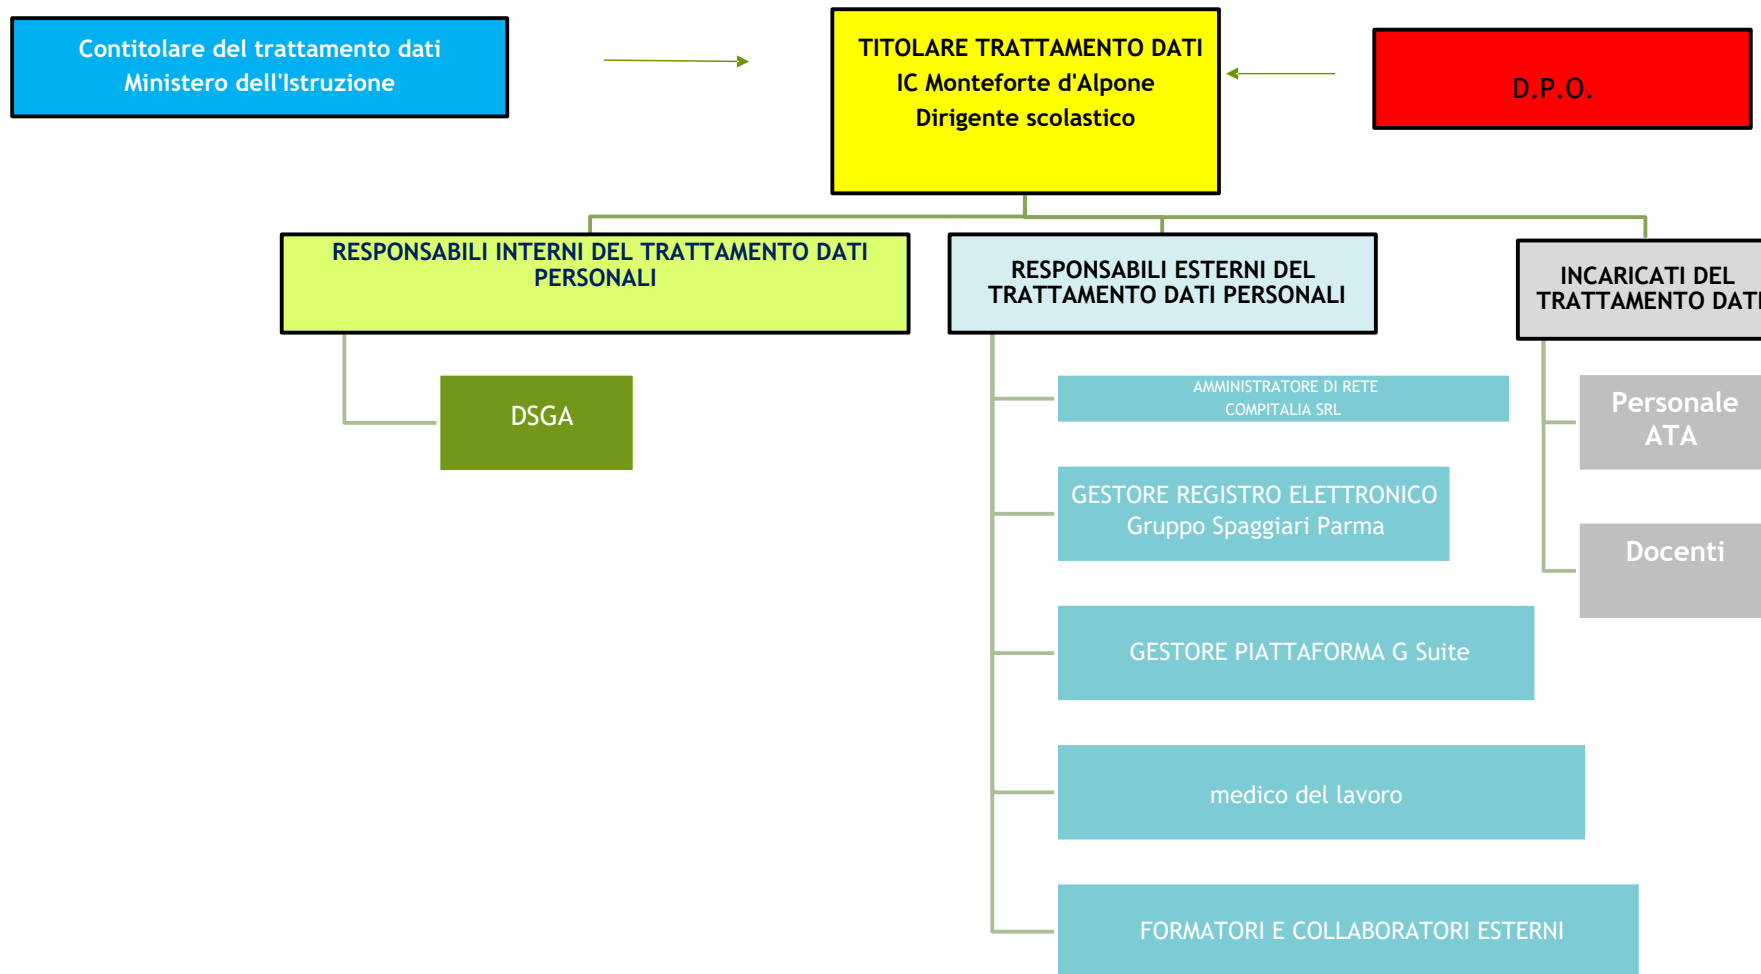 Contitolare del trattamento dati
Ministero dell'Istruzione
TITOLARE TRATTAMENTO DATI
IC Monteforte d'Alpone
Dirigente scolastico
D.P.O.
RESPONSABILI INTERNI DEL TRATTAMENTO DATI
PERSONALI
RESPONSABILI ESTERNI DEL
TRATTAMENTO DATI PERSONALI
INCARICATI DEL
TRATTAMENTO DATI
DSGA
AMMINISTRATORE DI RETE
COMPITALIA SRL
GESTORE REGISTRO ELETTRONICO
Gruppo Spaggiari Parma
GESTORE PIATTAFORMA G Suite
medico del lavoro
FORMATORI E COLLABORATORI ESTERNI
Personale
ATA
Docenti